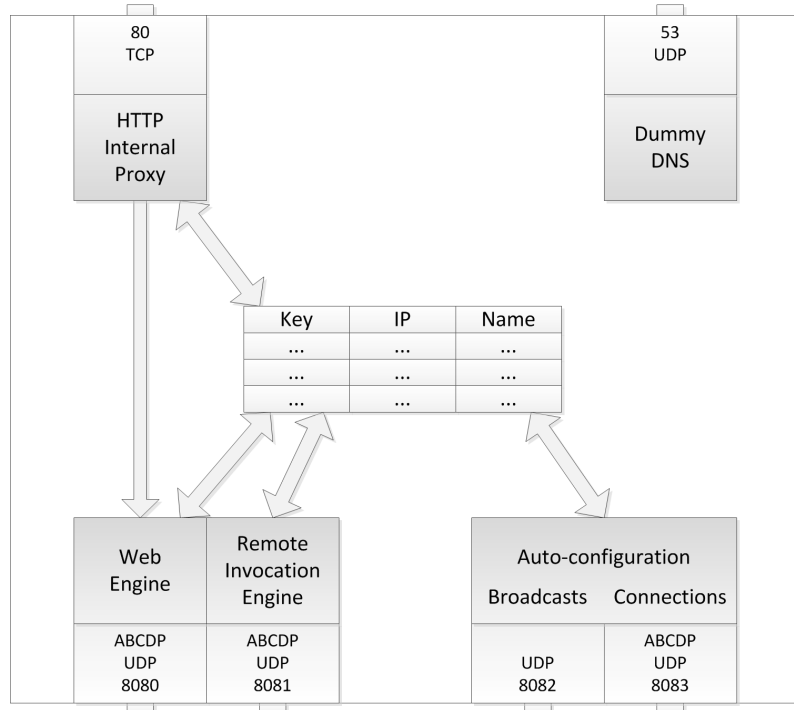 80
TCP
53
UDP
HTTP
Internal
Proxy
Dummy
DNS
Key IP Name
... ... ...
... ... ...
... ... ...
Web
Engine
Remote
Invocation
Engine
Auto-configuration
Broadcasts Connections
ABCDP
UDP
8080
ABCDP
UDP
8081
UDP
8082
ABCDP
UDP
8083